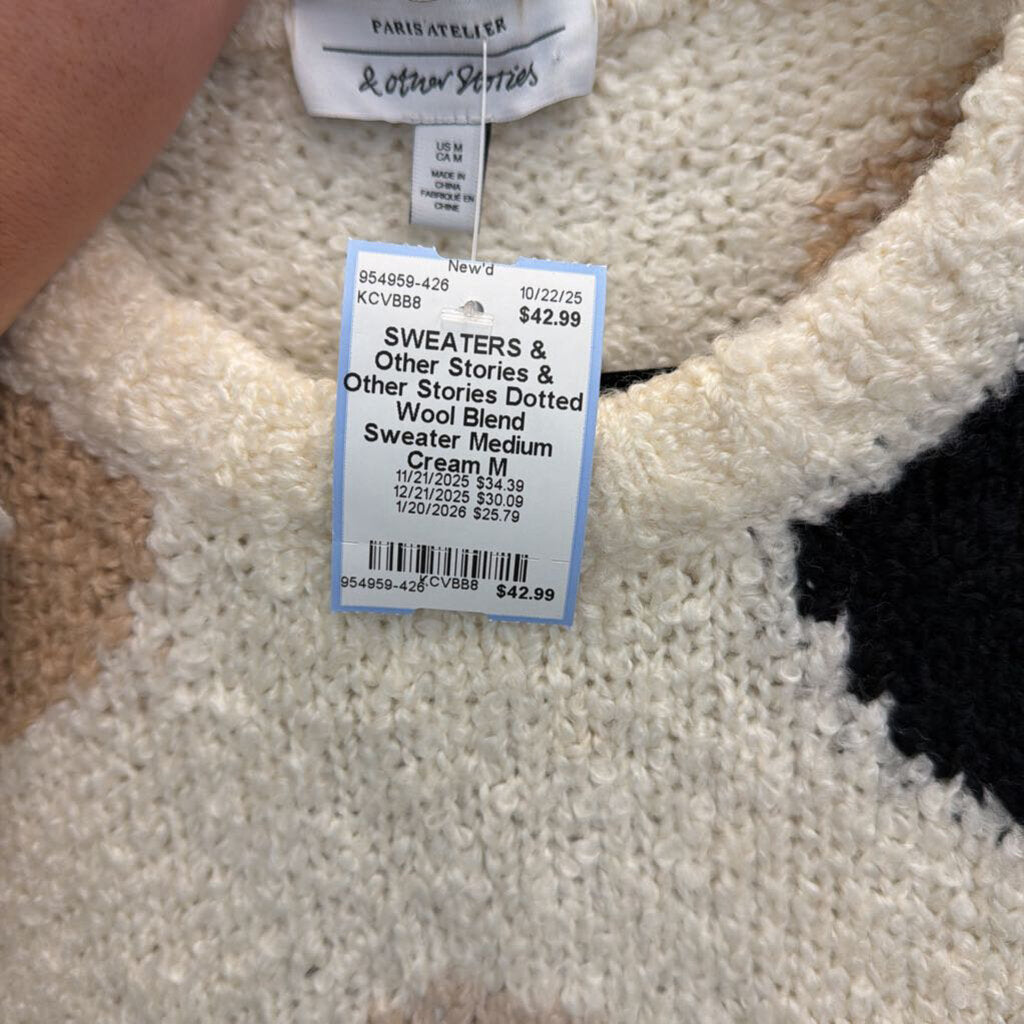 PARIS ATELIER
& other Stories
US M
CA M
MADE IN
CHINA
FABRIQUÉ EN
CHINE
New'd
954959-426
10/22/25
KCVBB8
$42.99
SWEATERS &
Other Stories &
Other Stories Dotted
Wool Blend
Sweater Medium
Cream M
11/21/2025 $34.39
12/21/2025 $30.09
1/20/2026 $25.79
954959-426
KCVBB8
$42.99